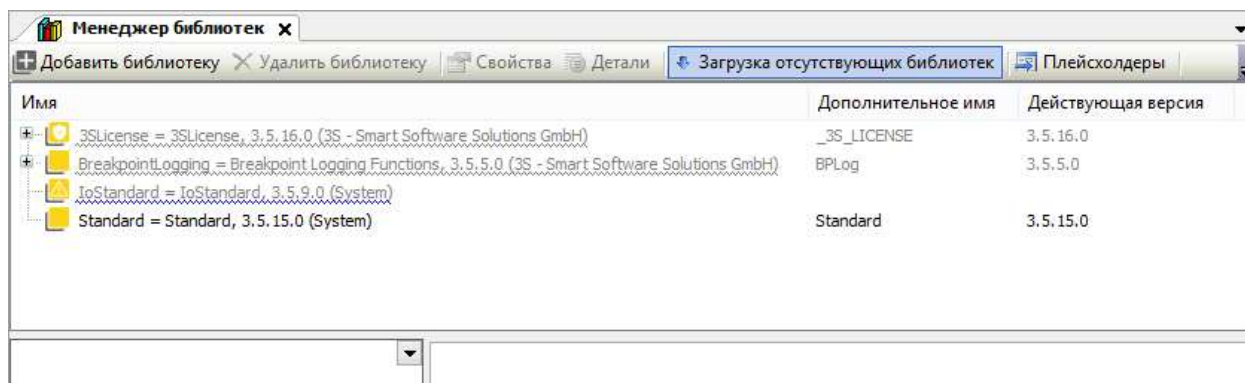 Менеджер библиотек
Добавить библиотеку Удалить библиотеку Свойства Детали Загрузка отсутствующих библиотек Плейсхолдеры
Имя Дополнительное имя Действующая версия
3SLicense = 3SLicense, 3.5.16.0 (3S - Smart Software Solutions GmbH) _3S_LICENSE 3.5.16.0
BreakpointLogging = Breakpoint Logging Functions, 3.5.5.0 (3S - Smart Software Solutions GmbH) BPLog 3.5.5.0
IoStandard = IoStandard, 3.5.9.0 (System)
Standard = Standard, 3.5.15.0 (System) Standard 3.5.15.0